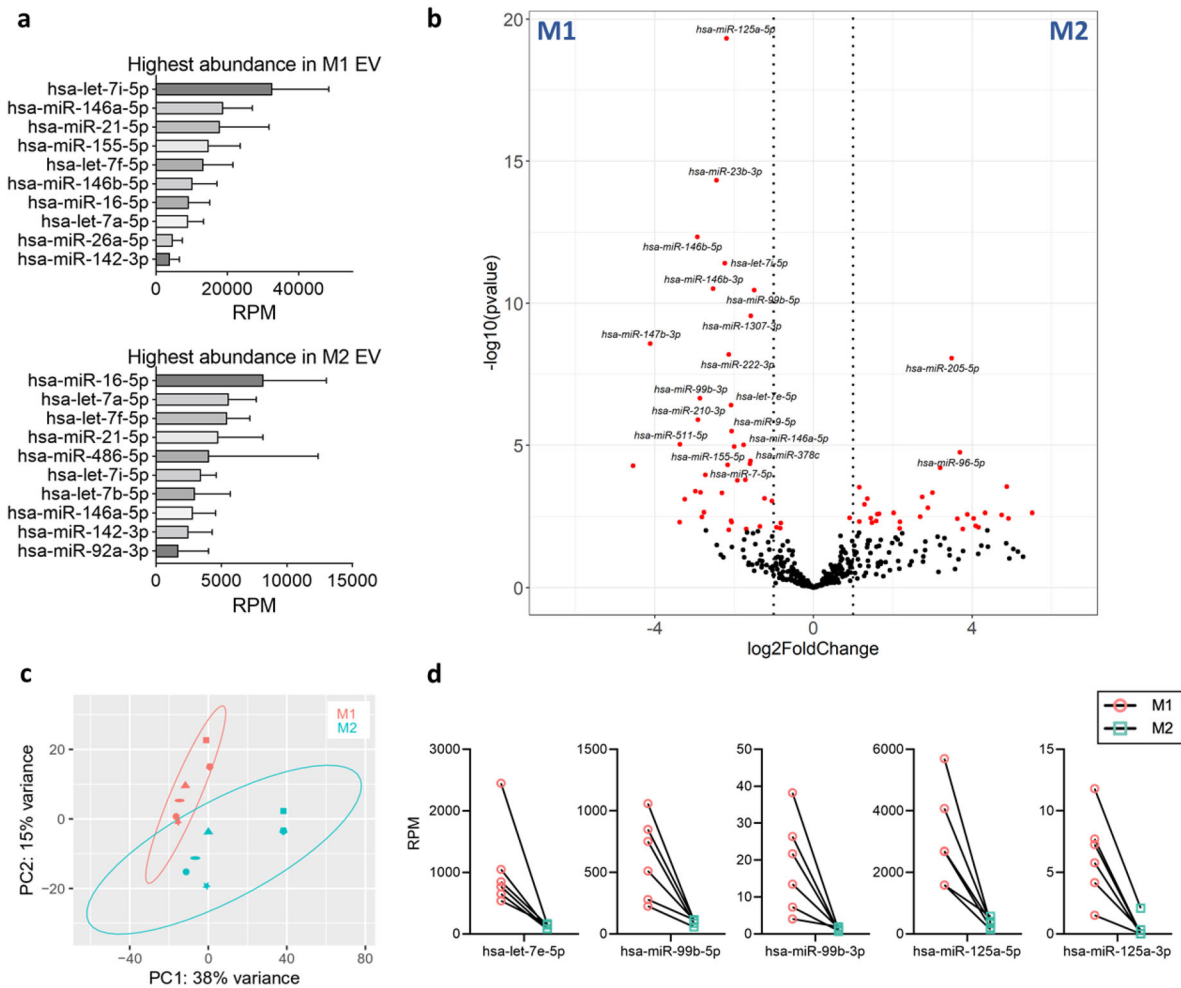 a
Highest abundance in M1 EV
hsa-let-7i-5p
hsa-miR-146a-5p
hsa-miR-21-5p
hsa-miR-155-5p
hsa-let-7f-5p
hsa-miR-146b-5p
hsa-miR-16-5p
hsa-let-7a-5p
hsa-miR-26a-5p
hsa-miR-142-3p
0 20000 40000
RPM
Highest abundance in M2 EV
hsa-miR-16-5p
hsa-let-7a-5p
hsa-let-7f-5p
hsa-miR-21-5p
hsa-miR-486-5p
hsa-let-7i-5p
hsa-let-7b-5p
hsa-miR-146a-5p
hsa-miR-142-3p
hsa-miR-92a-3p
0 5000 10000 15000
RPM
b
M1 M2
20
15
10
5
0
-log10(pvalue)
hsa-miR-125a-5p
hsa-miR-23b-3p
hsa-miR-146b-5p
hsa-let-7i-5p
hsa-miR-146b-3p
hsa-miR-99b-5p
hsa-miR-1307-3p
hsa-miR-147b-3p
hsa-miR-222-3p
hsa-miR-205-5p
hsa-miR-99b-3p
hsa-let-7e-5p
hsa-miR-210-3p
hsa-miR-9-5p
hsa-miR-511-5p
hsa-miR-146a-5p
hsa-miR-155-5p
hsa-miR-378c
hsa-miR-96-5p
hsa-miR-7-5p
-4 0 4
log2FoldChange
c
M1
M2
20
0
−20
PC2: 15% variance
−40 0 40 80
PC1: 38% variance
d
M1
M2
RPM
3000
2000
1000
0
hsa-let-7e-5p
1500
1000
500
0
hsa-miR-99b-5p
50
40
30
20
10
0
hsa-miR-99b-3p
6000
4000
2000
0
hsa-miR-125a-5p
15
10
5
0
hsa-miR-125a-3p